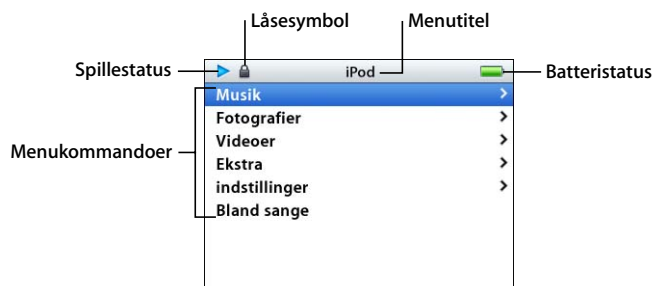 Låsesymbol Menutitel
Spillestatus iPod Batteristatus
Musik
Fotografier
Videoer
Menukommandoer
Ekstra
indstillinger
Bland sange